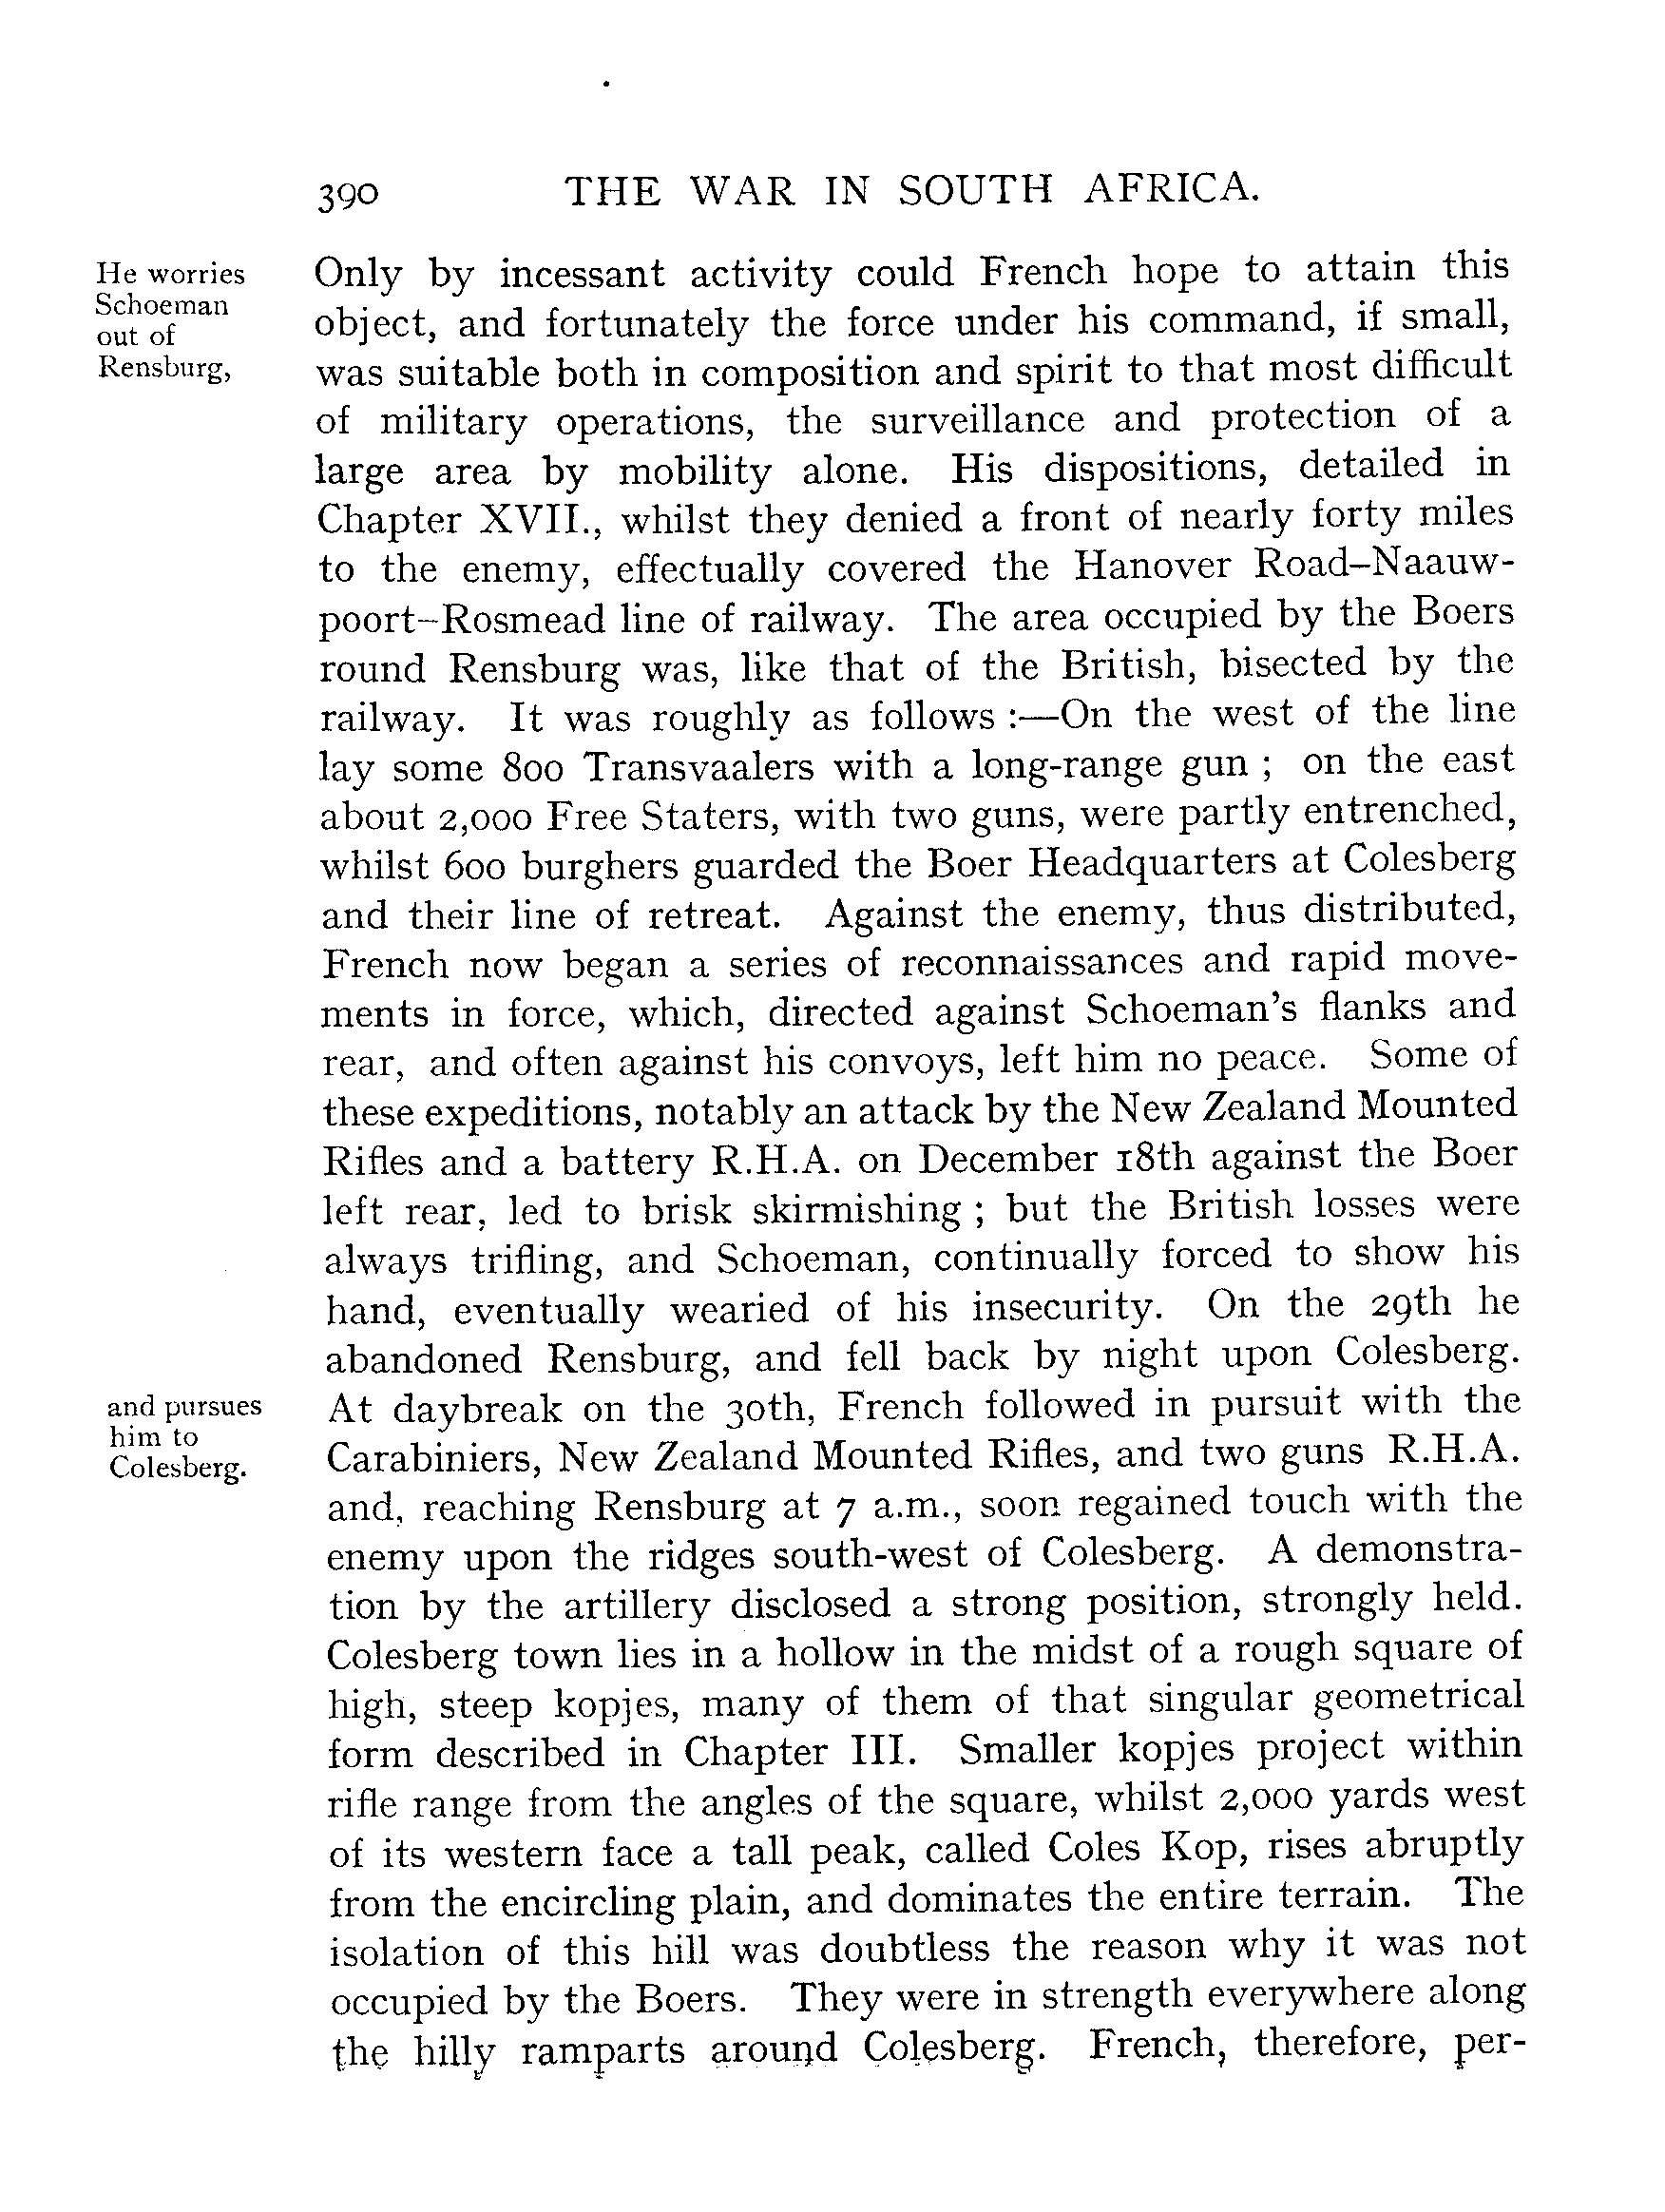 390 THE WAR IN SOUTH AFRICA.
He worries
Schoeman
out of
Rensburg,
Only by incessant activity could French hope to attain this
object, and fortunately the force under his command, if small,
was suitable both in composition and spirit to that most difficult
of military operations, the surveillance and protection of a
large area by mobility alone. His dispositions, detailed in
Chapter XVII., whilst they denied a front of nearly forty miles
to the enemy, effectually covered the Hanover Road–Naauw-
poort–Rosmead line of railway. The area occupied by the Boers
round Rensburg was, like that of the British, bisected by the
railway. It was roughly as follows :—On the west of the line
lay some 800 Transvaalers with a long-range gun ; on the east
about 2,000 Free Staters, with two guns, were partly entrenched,
whilst 600 burghers guarded the Boer Headquarters at Colesberg
and their line of retreat. Against the enemy, thus distributed,
French now began a series of reconnaissances and rapid move-
ments in force, which, directed against Schoeman's flanks and
rear, and often against his convoys, left him no peace. Some of
these expeditions, notably an attack by the New Zealand Mounted
Rifles and a battery R.H.A. on December 18th against the Boer
left rear, led to brisk skirmishing ; but the British losses were
always trifling, and Schoeman, continually forced to show his
hand, eventually wearied of his insecurity. On the 29th he
abandoned Rensburg, and fell back by night upon Colesberg.
and pursues
him to
Colesberg.
At daybreak on the 30th, French followed in pursuit with the
Carabiniers, New Zealand Mounted Rifles, and two guns R.H.A.
and, reaching Rensburg at 7 a.m., soon regained touch with the
enemy upon the ridges south-west of Colesberg. A demonstra-
tion by the artillery disclosed a strong position, strongly held.
Colesberg town lies in a hollow in the midst of a rough square of
high, steep kopjes, many of them of that singular geometrical
form described in Chapter III. Smaller kopjes project within
rifle range from the angles of the square, whilst 2,000 yards west
of its western face a tall peak, called Coles Kop, rises abruptly
from the encircling plain, and dominates the entire terrain. The
isolation of this hill was doubtless the reason why it was not
occupied by the Boers. They were in strength everywhere along
the hilly ramparts around Colesberg. French, therefore, per-